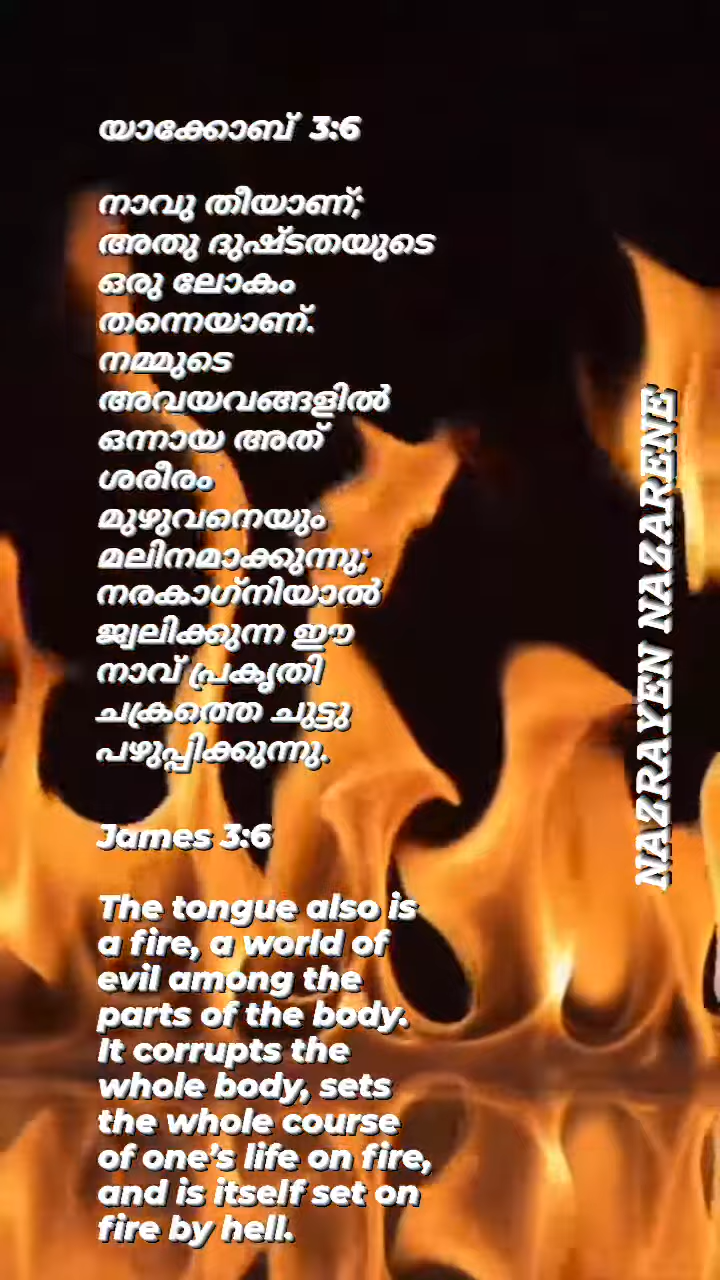 യാക്കോബ് 3:6
നാവു തീയാണ്;
അതു ദുഷ്ടതയുടെ
ഒരു ലോകം
തന്നെയാണ്.
നമ്മുടെ
അവയവങ്ങളിൽ
ഒന്നായ അത്
ശരീരം
മുഴുവനെയും
മലിനമാക്കുന്നു;
നരകാഗ്നിയാൽ
ജ്വലിക്കുന്ന ഈ
നാവ് പ്രകൃതി
ചക്രത്തെ ചുട്ടു
പഴുപ്പിക്കുന്നു.
James 3:6
The tongue also is
a fire, a world of
evil among the
parts of the body.
It corrupts the
whole body, sets
the whole course
of one's life on fire,
and is itself set on
fire by hell.
NAZRAYEN NAZARENE